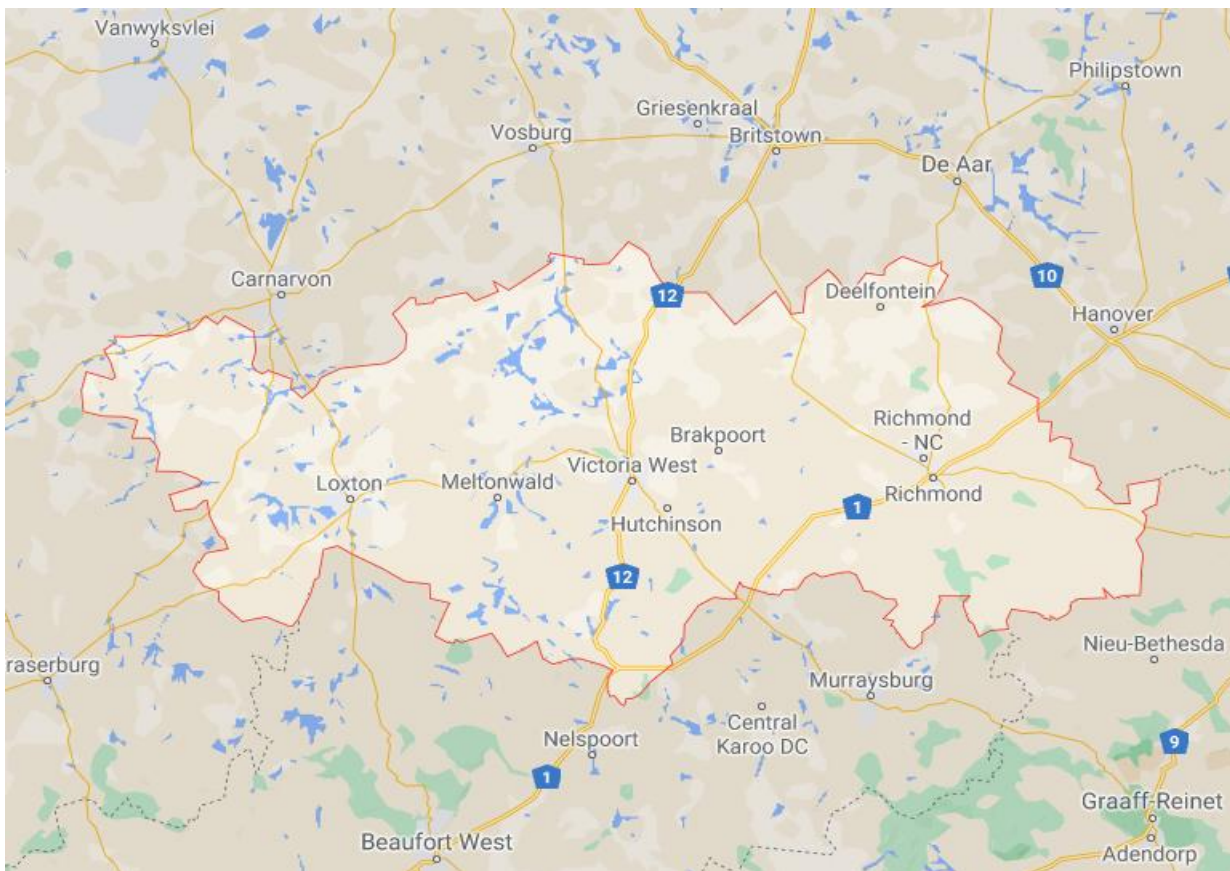 Vanwyksvlei
Philipstown
Griesenkraal
Vosburg
Britstown
De Aar
Carnarvon
12
Deelfontein
10
Hanover
Richmond
- NC
Brakpoort
Victoria West
Loxton
Meltonwald
Richmond
1
Hutchinson
12
raserburg
Nieu-Bethesda
Murraysburg
Central
Karoo DC
Nelspoort
9
1
Graaff-Reinet
Beaufort West
Adendorp